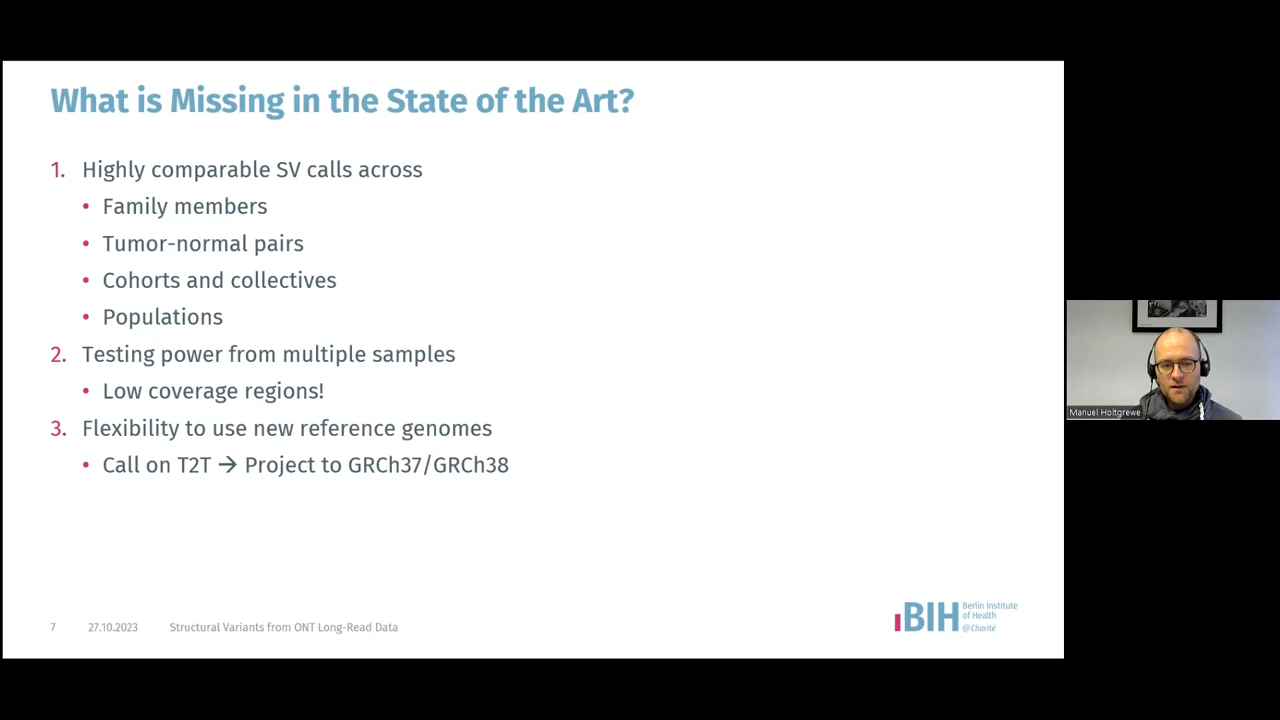 What is Missing in the State of the Art?
1. Highly comparable SV calls across
• Family members
• Tumor-normal pairs
• Cohorts and collectives
• Populations
2. Testing power from multiple samples
• Low coverage regions!
3. Flexibility to use new reference genomes
• Call on T2T → Project to GRCh37/GRCh38
7 27.10.2023 Structural Variants from ONT Long-Read Data
BIH
Berlin Institute
of Health
@Charité
Manuel Holtgrewe